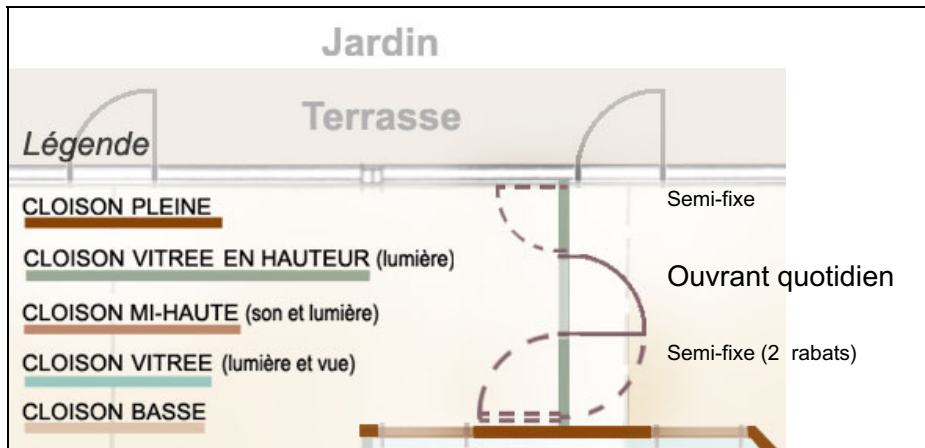 Jardin
Terrasse
Légende
CLOISON PLEINE
CLOISON VITREE EN HAUTEUR (lumière)
CLOISON MI-HAUTE (son et lumière)
CLOISON VITREE (lumière et vue)
CLOISON BASSE
Semi-fixe
Ouvrant quotidien
Semi-fixe (2 rabats)